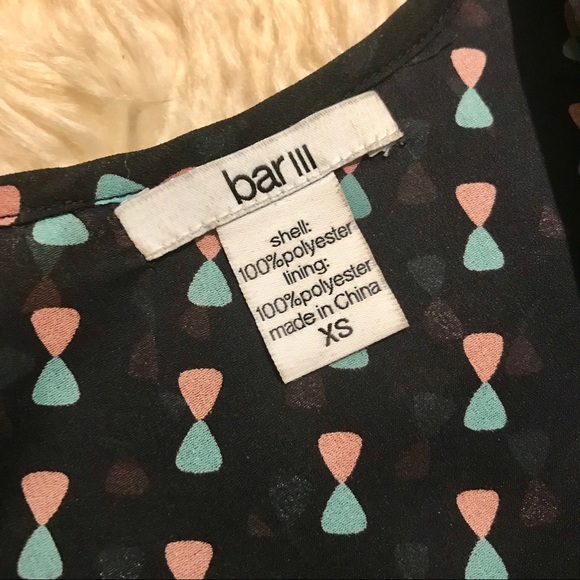 bar III
shell:
100%polyester
lining:
100%polyester
made in China
XS